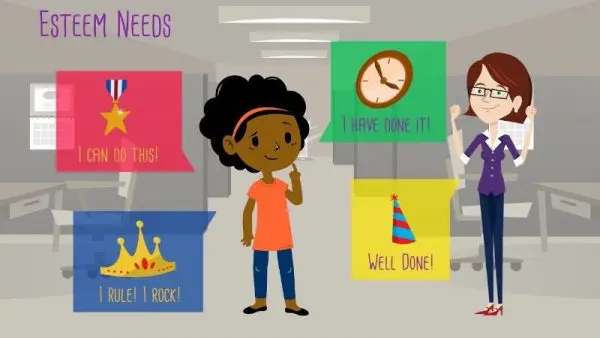 Esteem Needs
I can do this!
I have done it!
I rule! I rock!
Well Done!